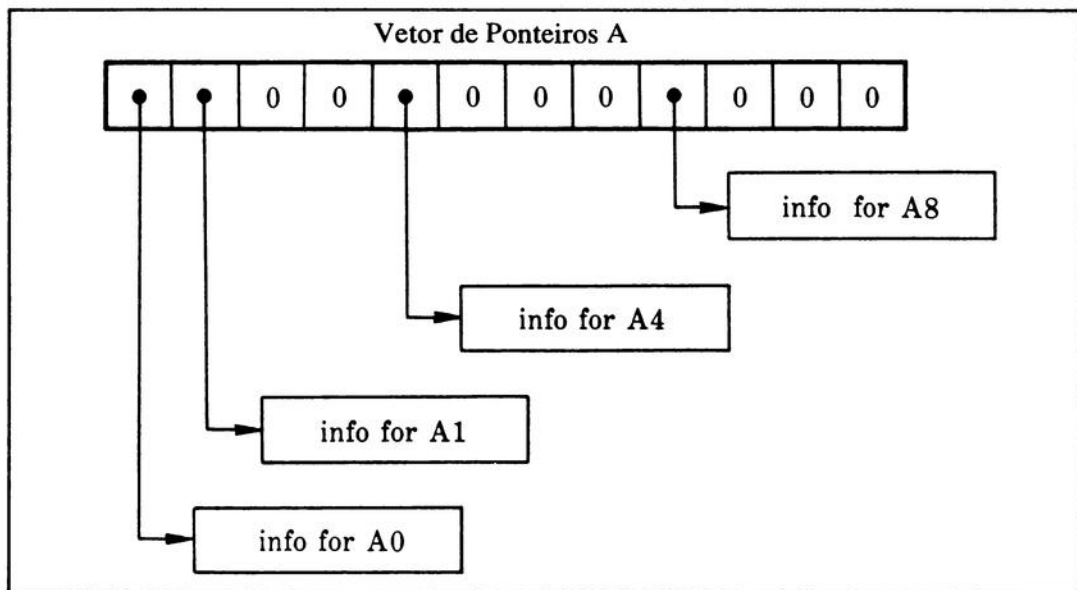 Vetor de Ponteiros A
0 0 0 0 0 0 0 0
info for A8
info for A4
info for A1
info for A0